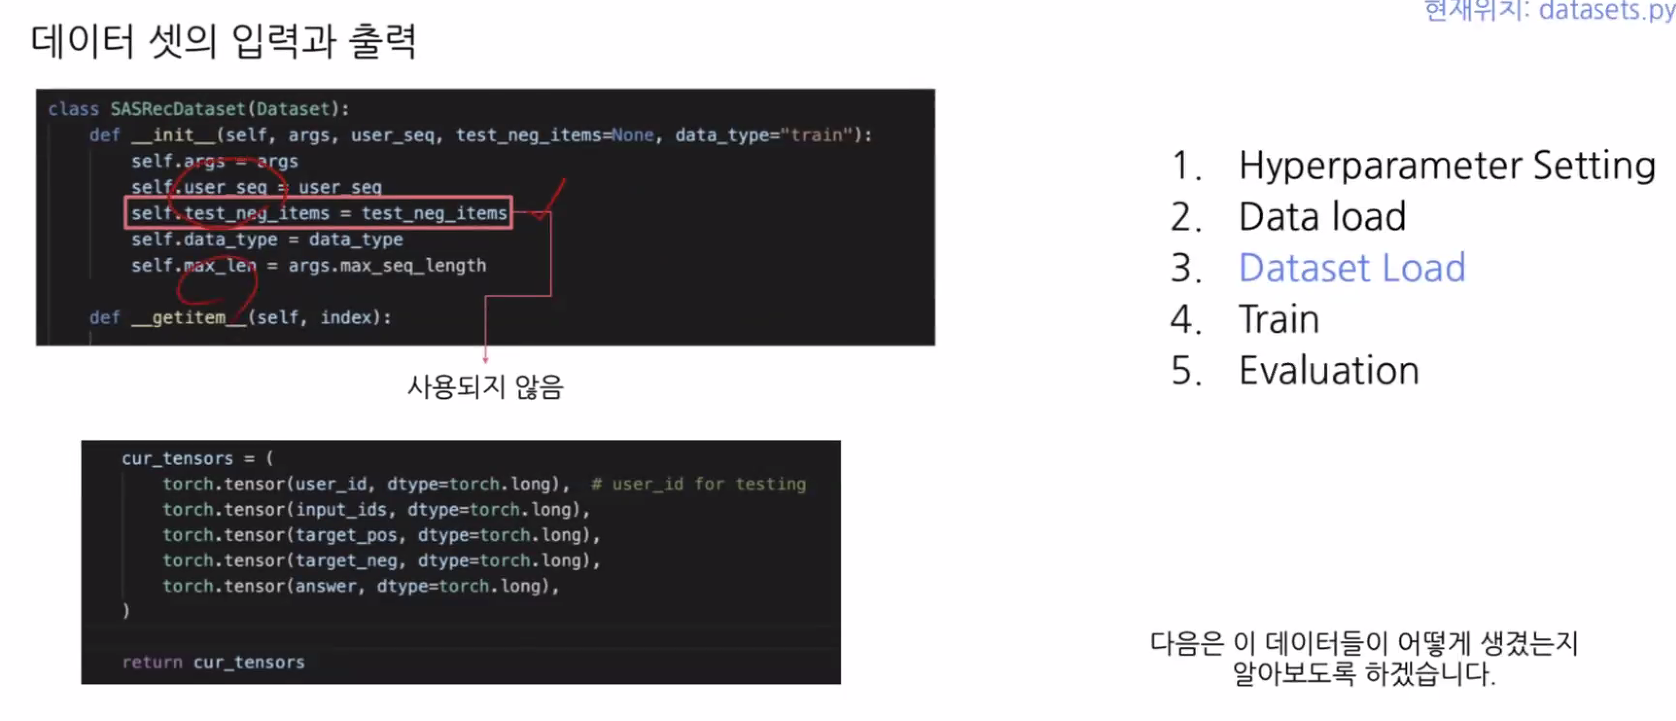 현재위치: datasets.py
데이터 셋의 입력과 출력
class SASRecDataset(Dataset):
def __init__(self, args, user_seq, test_neg_items=None, data_type="train"):
self.args = args
self.user_seq = user_seq
self.test_neg_items = test_neg_items
self.data_type = data_type
self.max_len = args.max_seq_length
def __getitem__(self, index):
사용되지 않음
cur_tensors = (
torch.tensor(user_id, dtype=torch.long),  # user_id for testing
torch.tensor(input_ids, dtype=torch.long),
torch.tensor(target_pos, dtype=torch.long),
torch.tensor(target_neg, dtype=torch.long),
torch.tensor(answer, dtype=torch.long),
)
return cur_tensors
1. Hyperparameter Setting
2. Data load
3. Dataset Load
4. Train
5. Evaluation
다음은 이 데이터들이 어떻게 생겼는지
알아보도록 하겠습니다.